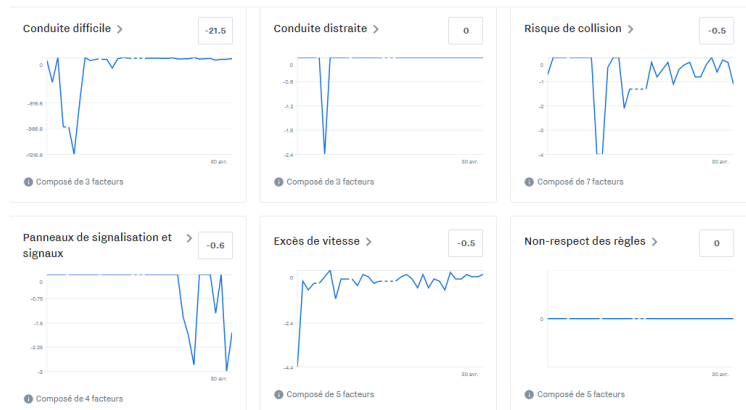 Conduite difficile >
-21.5
0
30 avr.
Composé de 3 facteurs
Conduite distraite >
0
0
-0.6
-1.2
-1.8
-2.4
30 avr.
Composé de 3 facteurs
Risque de collision >
-0.5
0
-1
-2
-3
-4
30 avr.
Composé de 7 facteurs
Panneaux de signalisation et
signaux >
-0.6
0
-0.75
-1.5
-2.25
-3
30 avr.
Composé de 4 facteurs
Excès de vitesse >
-0.5
0
-2.4
-4.4
30 avr.
Composé de 5 facteurs
Non-respect des règles >
0
0
30 avr.
Composé de 5 facteurs